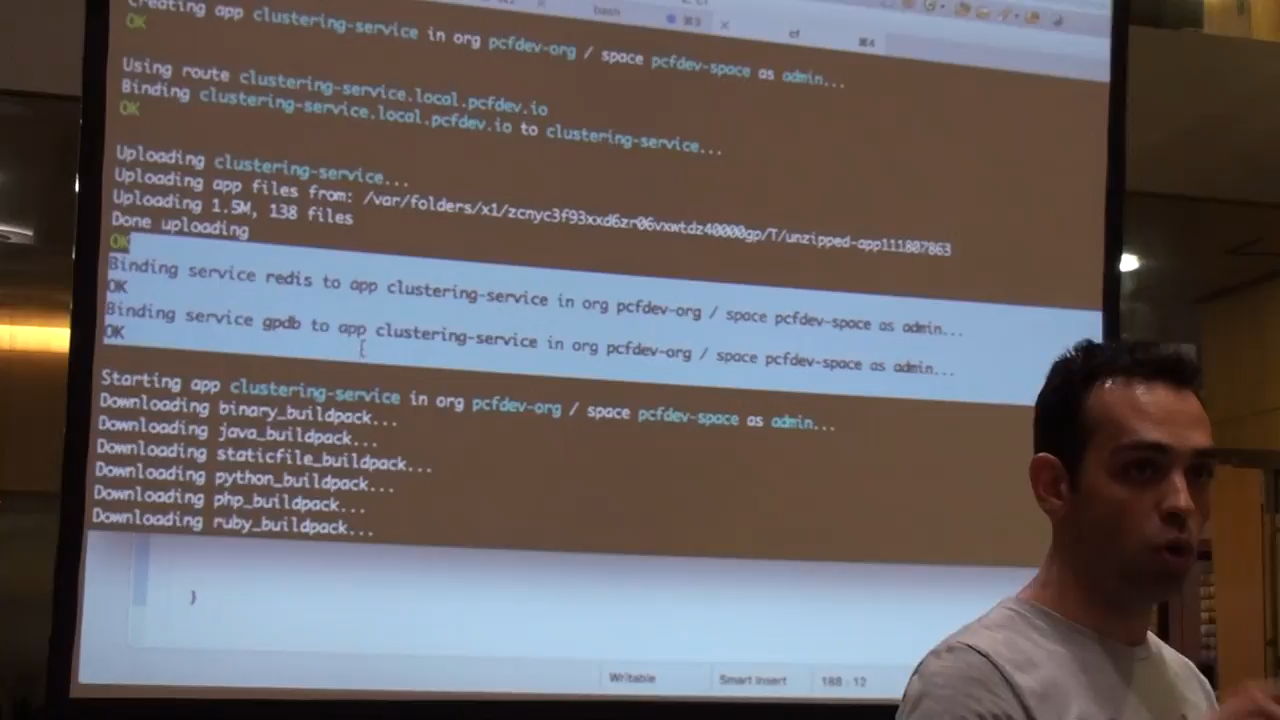 bash
⌘3
cf
⌘4
Creating app clustering-service in org pcfdev-org / space pcfdev-space as admin...
OK
Using route clustering-service.local.pcfdev.io
Binding clustering-service.local.pcfdev.io to clustering-service...
OK
Uploading clustering-service...
Uploading app files from: /var/folders/x1/zcnyc3f93xxd6zr06vxwtdz40000gp/T/unzipped-app111807863
Uploading 1.5M, 138 files
Done uploading
OK
Binding service redis to app clustering-service in org pcfdev-org / space pcfdev-space as admin...
OK
Binding service gpdb to app clustering-service in org pcfdev-org / space pcfdev-space as admin...
OK
Starting app clustering-service in org pcfdev-org / space pcfdev-space as admin...
Downloading binary_buildpack...
Downloading java_buildpack...
Downloading staticfile_buildpack...
Downloading python_buildpack...
Downloading php_buildpack...
Downloading ruby_buildpack...
}
Writable
Smart Insert
188 : 12